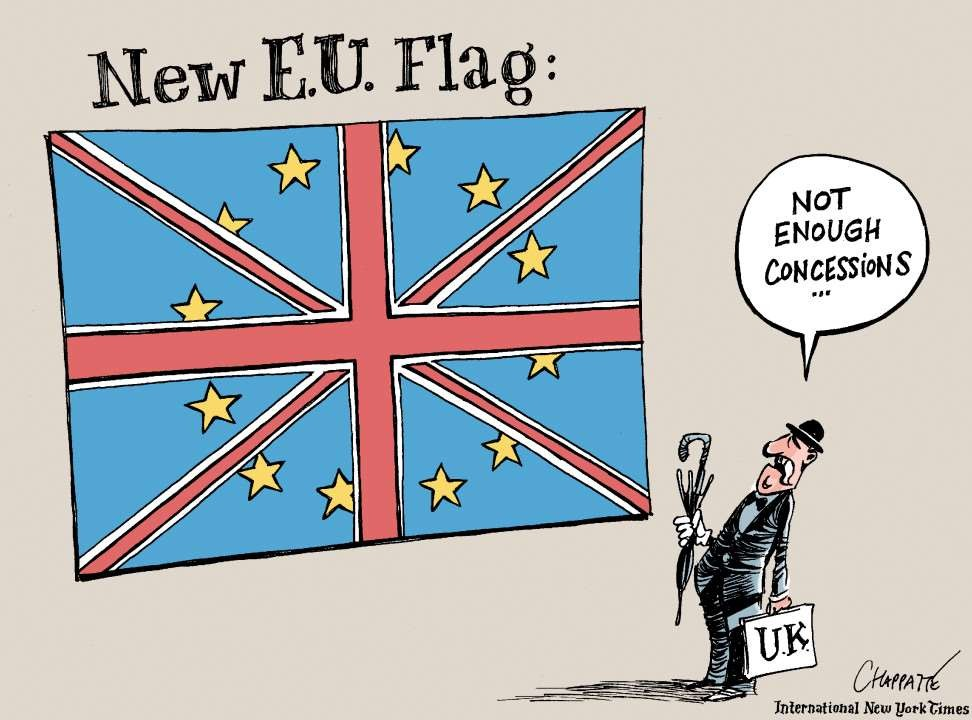 New E.U. Flag:
NOT
ENOUGH
CONCESSIONS
...
U.K.
CHAPPATTE
International New York Times